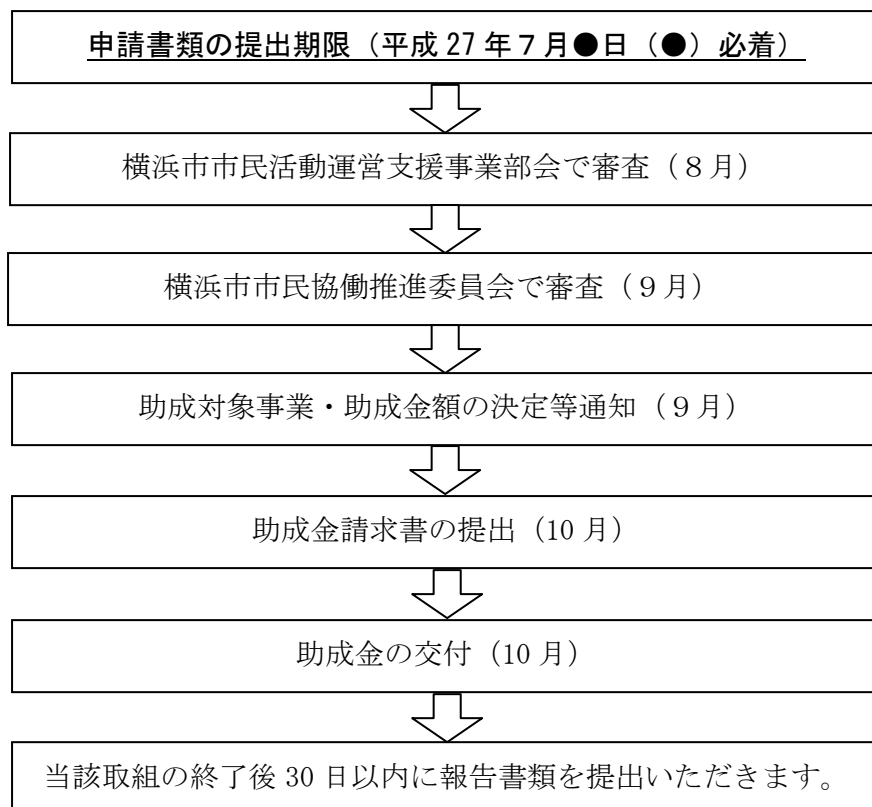 申請書類の提出期限（平成27年７月●日（●）必着）
横浜市市民活動運営支援事業部会で審査（８月）
横浜市市民協働推進委員会で審査（９月）
助成対象事業・助成金額の決定等通知（９月）
助成金請求書の提出（10月）
助成金の交付（10月）
当該取組の終了後30日以内に報告書類を提出いただきます。